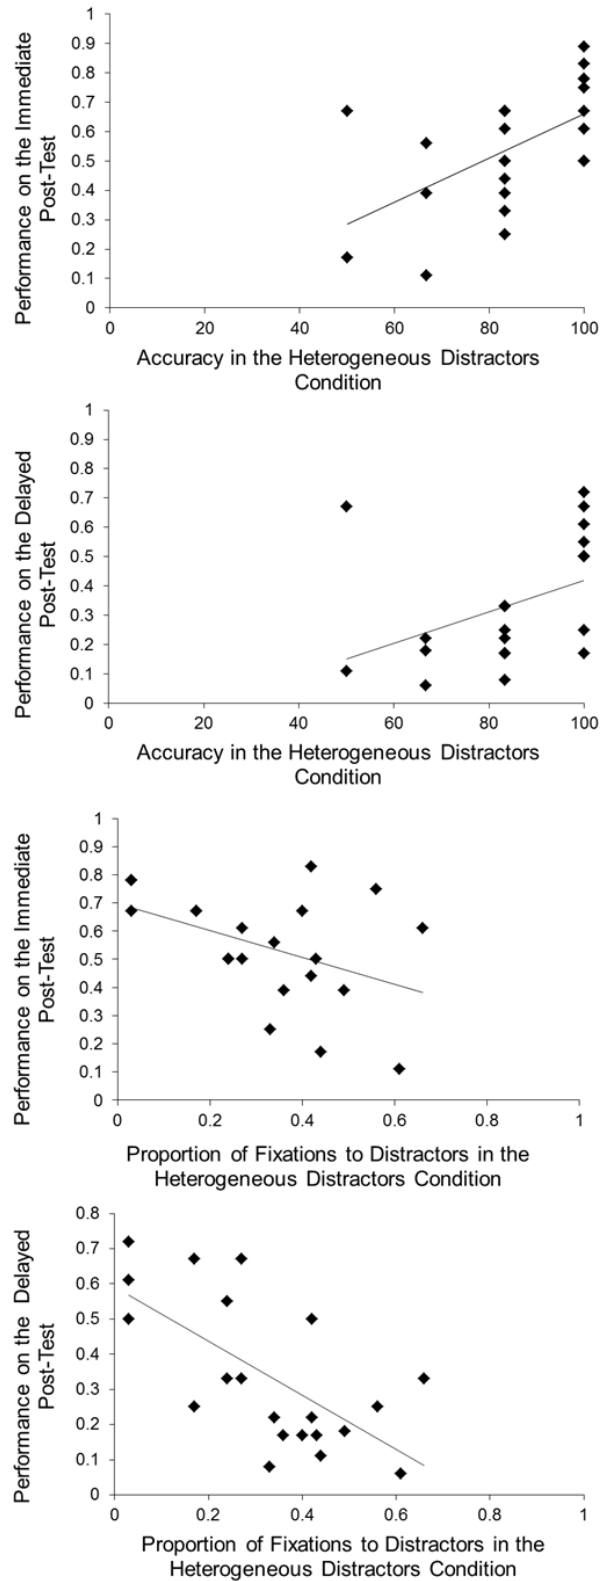 Performance on the Immediate
Post-Test
1
0.9
0.8
0.7
0.6
0.5
0.4
0.3
0.2
0.1
0
0 20 40 60 80 100
Accuracy in the Heterogeneous Distractors
Condition
Performance on the Delayed
Post-Test
1
0.9
0.8
0.7
0.6
0.5
0.4
0.3
0.2
0.1
0
0 20 40 60 80 100
Accuracy in the Heterogeneous Distractors
Condition
Performance on the Immediate
Post-Test
1
0.9
0.8
0.7
0.6
0.5
0.4
0.3
0.2
0.1
0
0 0.2 0.4 0.6 0.8 1
Proportion of Fixations to Distractors in the
Heterogeneous Distractors Condition
Performance on the Delayed
Post-Test
0.8
0.7
0.6
0.5
0.4
0.3
0.2
0.1
0
0 0.2 0.4 0.6 0.8 1
Proportion of Fixations to Distractors in the
Heterogeneous Distractors Condition